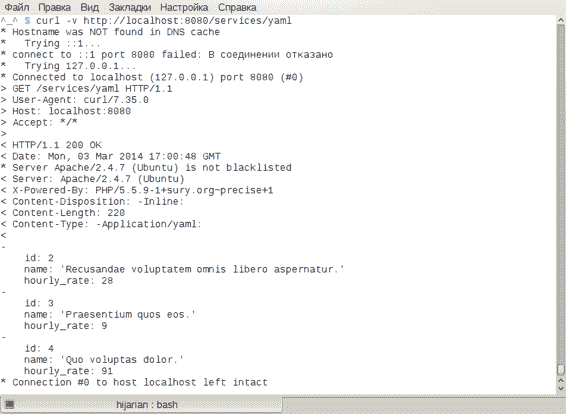 Файл Правка Вид Закладки Настройка Справка
^_^ $ curl -v http://localhost:8080/services/yaml
* Hostname was NOT found in DNS cache
*   Trying ::1...
* connect to ::1 port 8080 failed: В соединении отказано
*   Trying 127.0.0.1...
* Connected to localhost (127.0.0.1) port 8080 (#0)
> GET /services/yaml HTTP/1.1
> User-Agent: curl/7.35.0
> Host: localhost:8080
> Accept: */*
>
< HTTP/1.1 200 OK
< Date: Mon, 03 Mar 2014 17:00:48 GMT
* Server Apache/2.4.7 (Ubuntu) is not blacklisted
< Server: Apache/2.4.7 (Ubuntu)
< X-Powered-By: PHP/5.5.9-1+sury.org~precise+1
< Content-Disposition: -Inline:
< Content-Length: 220
< Content-Type: -Application/yaml:
<
-
    id: 2
    name: 'Recusandae voluptatem omnis libero aspernatur.'
    hourly_rate: 28
-
    id: 3
    name: 'Praesentium quos eos.'
    hourly_rate: 9
-
    id: 4
    name: 'Quo voluptas dolor.'
    hourly_rate: 91
* Connection #0 to host localhost left intact
hijarian : bash